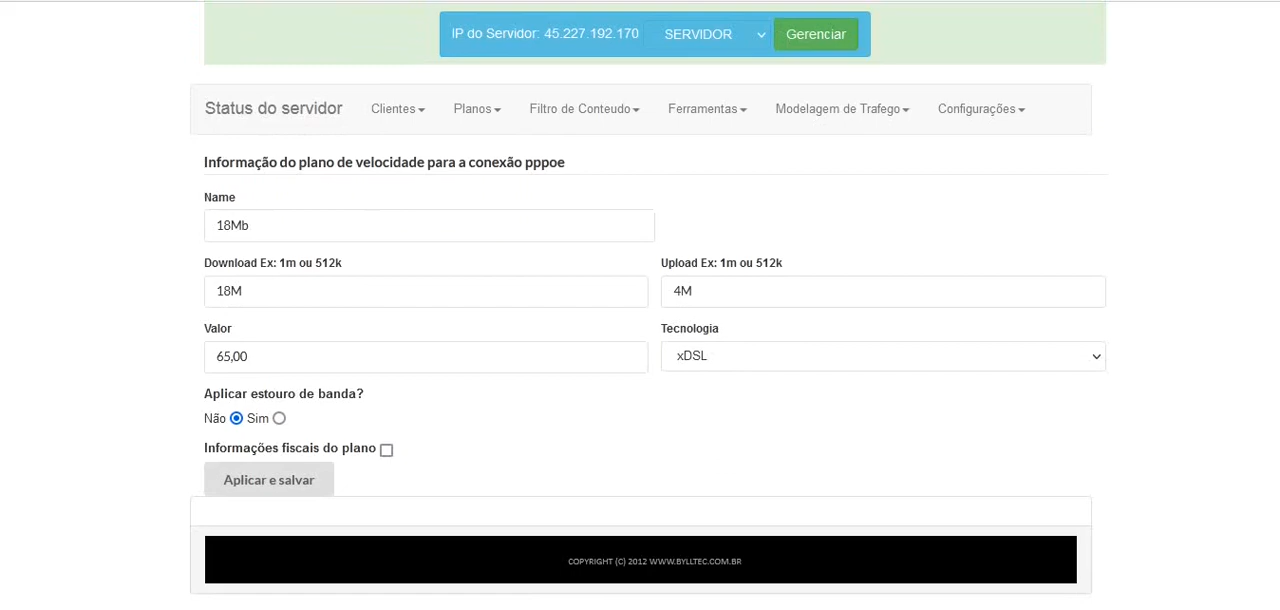 IP do Servidor: 45.227.192.170 SERVIDOR Gerenciar
Status do servidor Clientes Planos Filtro de Conteudo Ferramentas Modelagem de Trafego Configurações
Informação do plano de velocidade para a conexão pppoe
Name
18Mb
Download Ex: 1m ou 512k Upload Ex: 1m ou 512k
18M 4M
Valor Tecnologia
65,00 xDSL
Aplicar estouro de banda?
Não Sim
Informações fiscais do plano
Aplicar e salvar
COPYRIGHT (C) 2012 WWW.BYLLTEC.COM.BR